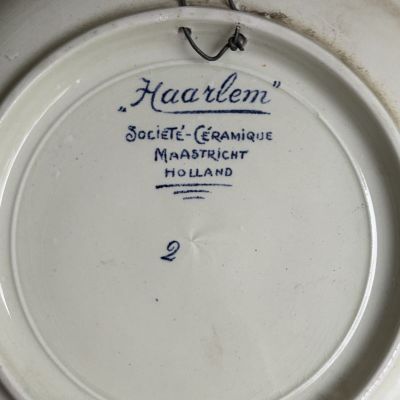 „Haarlem”
SOCIÉTÉ-CÉRAMIQUE
MAASTRICHT
HOLLAND
2